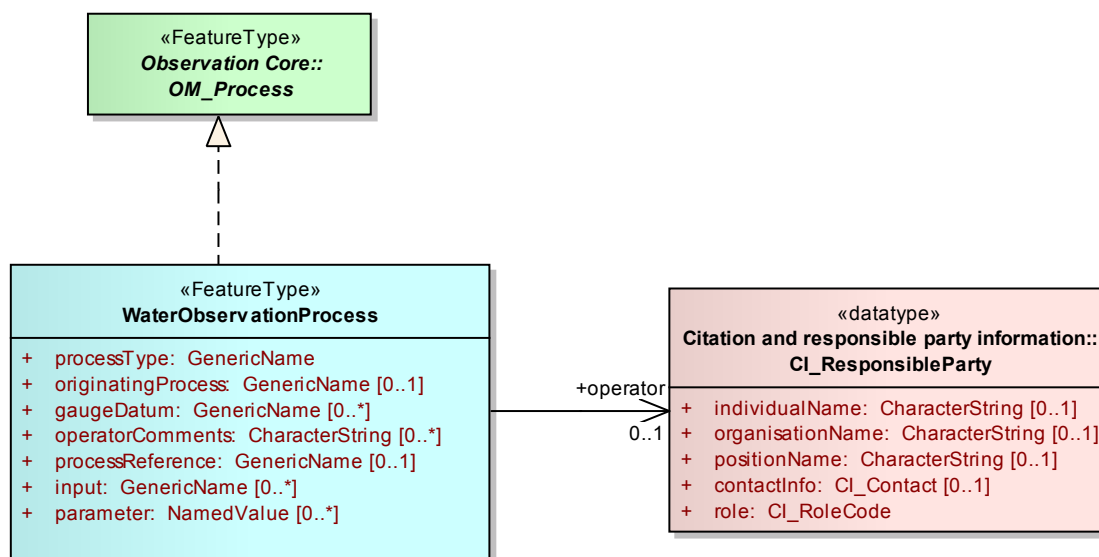 «FeatureType»
Observation Core::
OM_Process
«FeatureType»
WaterObservationProcess
+ processType: GenericName
+ originatingProcess: GenericName [0..1]
+ gaugeDatum: GenericName [0..*]
+ operatorComments: CharacterString [0..*]
+ processReference: GenericName [0..1]
+ input: GenericName [0..*]
+ parameter: NamedValue [0..*]
+operator
0..1
«datatype»
Citation and responsible party information::
CI_ResponsibleParty
+ individualName: CharacterString [0..1]
+ organisationName: CharacterString [0..1]
+ positionName: CharacterString [0..1]
+ contactInfo: CI_Contact [0..1]
+ role: CI_RoleCode